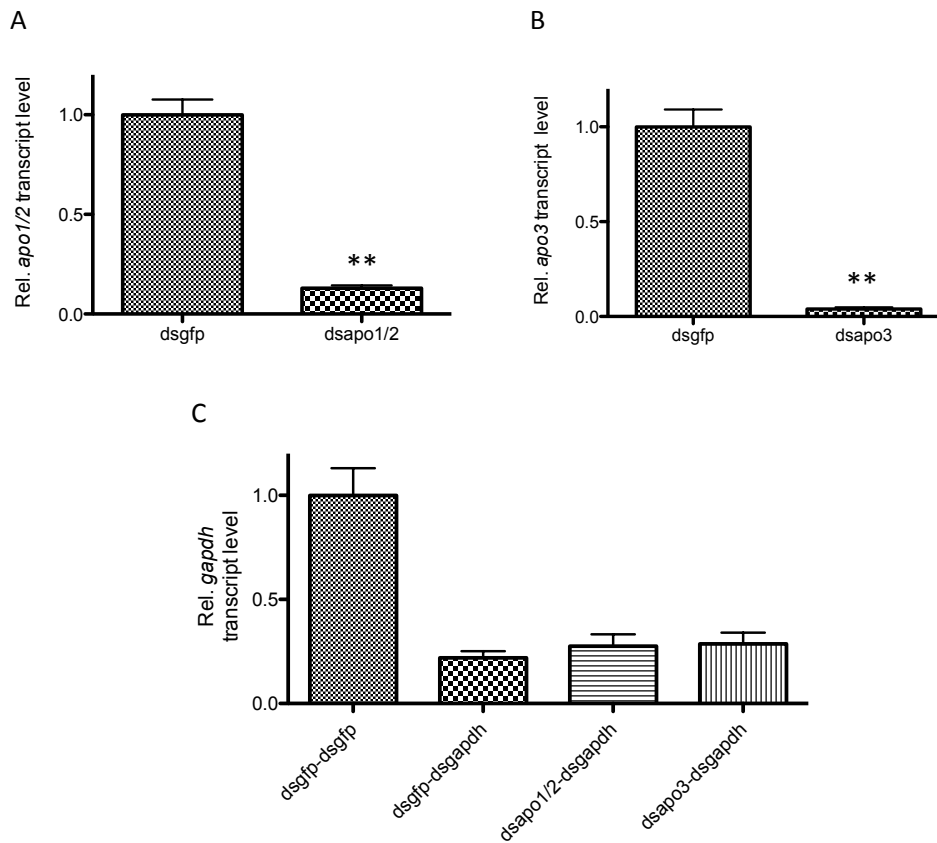 A
Rel. apo1/2 transcript level
1.0
0.5
0.0
**
dsgfp
dsapo1/2
B
Rel. apo3 transcript level
1.0
0.5
0.0
**
dsgfp
dsapo3
C
Rel. gapdh
transcript level
1.0
0.5
0.0
dsgfp-dsgfp
dsgfp-dsgapdh
dsapo1/2-dsgapdh
dsapo3-dsgapdh